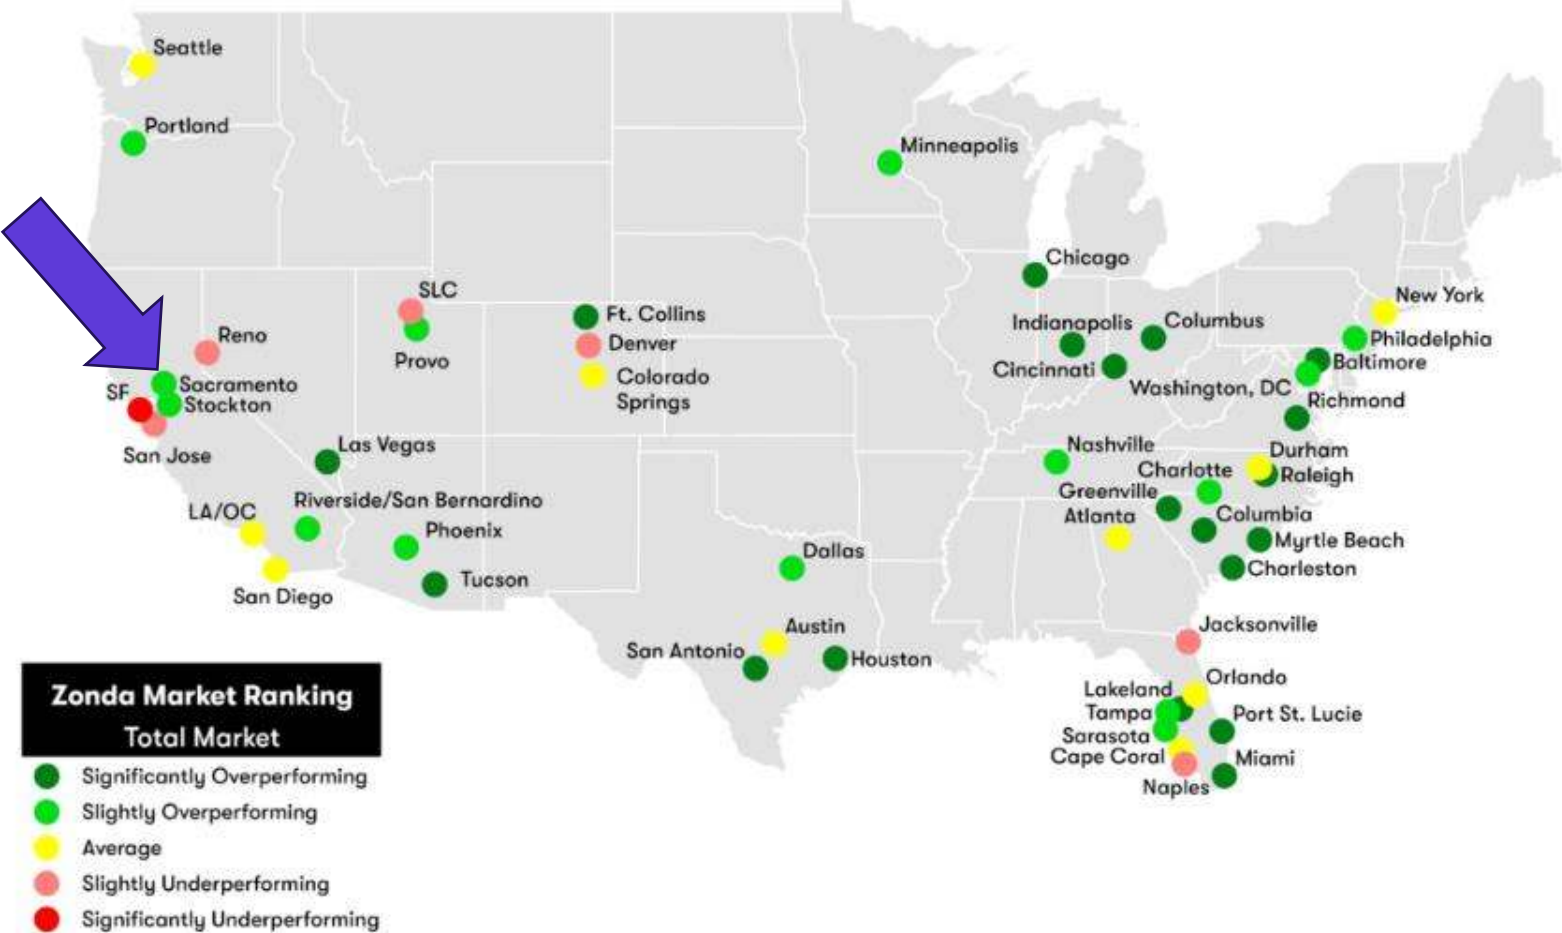 Seattle
Portland
Minneapolis
Chicago
SLC
New York
Ft. Collins
Reno
Indianapolis
Columbus
Denver
Philadelphia
Provo
Baltimore
Cincinnati
Colorado
Springs
Washington, DC
SF
Sacramento
Stockton
Richmond
San Jose
Las Vegas
Nashville
Durham
Charlotte
Raleigh
Riverside/San Bernardino
Greenville
LA/OC
Phoenix
Atlanta
Columbia
Myrtle Beach
Dallas
Charleston
Tucson
San Diego
Austin
Jacksonville
San Antonio
Houston
Orlando
Lakeland
Tampa
Port St. Lucie
Sarasota
Cape Coral
Miami
Naples
Zonda Market Ranking
Total Market
Significantly Overperforming
Slightly Overperforming
Average
Slightly Underperforming
Significantly Underperforming